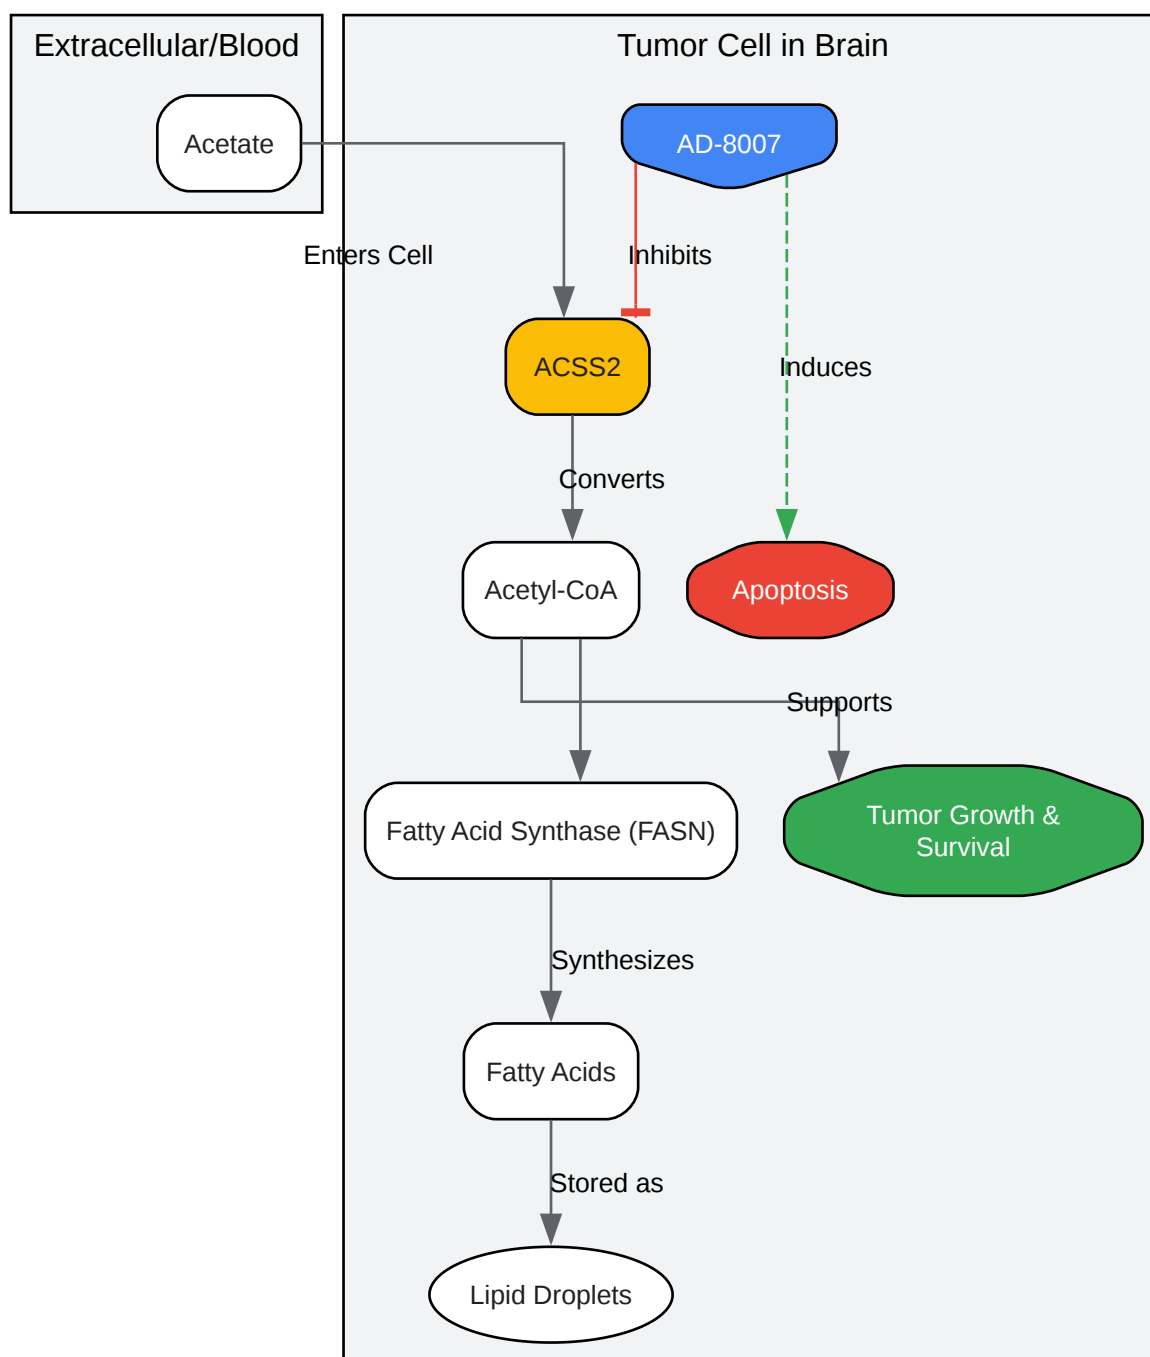 Extracellular/Blood
Tumor Cell in Brain
Acetate
AD-8007
Enters Cell
Inhibits
ACSS2
Induces
Converts
Acetyl-CoA
Apoptosis
Supports
Fatty Acid Synthase (FASN)
Tumor Growth &
Survival
Synthesizes
Fatty Acids
Stored as
Lipid Droplets